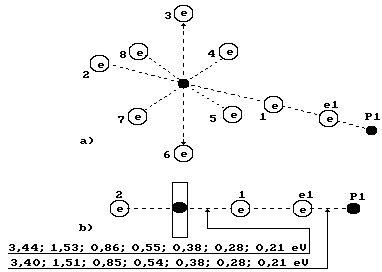 3 e
8 e
4 e
2 e
e1
1 e
e
P1
7 e
5 e
a)
6 e
2
1
e1
P1
e
e
e
b)
3,44; 1,53; 0,86; 0,55; 0,38; 0,28; 0,21 eV
3,40; 1,51; 0,85; 0,54; 0,38; 0,28; 0,21 eV